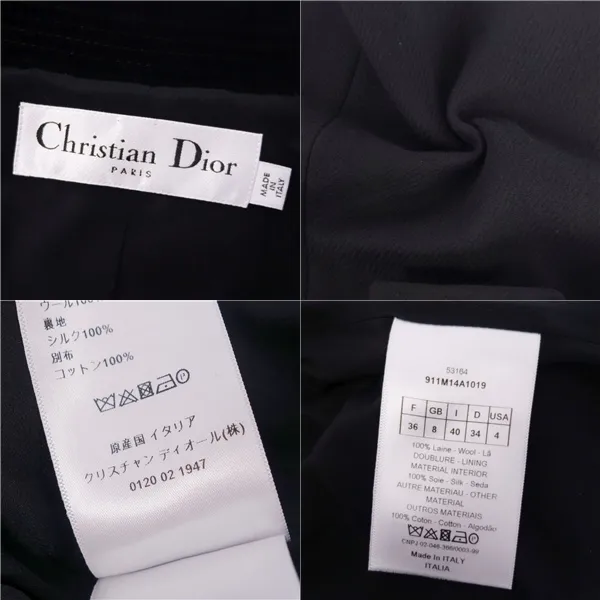 Christian Dior
PARIS
MADE
IN
ITALY
ウール100%
裏地
シルク100%
別布
コットン100%
原産国 イタリア
クリスチャン ディオール(株)
0120 02 1947
53164
911M14A1019
F GB I D USA
36 8 40 34 4
100% Laine - Wool - Lã
DOUBLURE - LINING
MATERIAL INTERIOR
100% Soie - Silk - Seda
AUTRE MATERIAU - OTHER
MATERIAL
OUTROS MATERIAIS
100% Coton - Cotton - Algodão
Made in ITALY
ITALIA